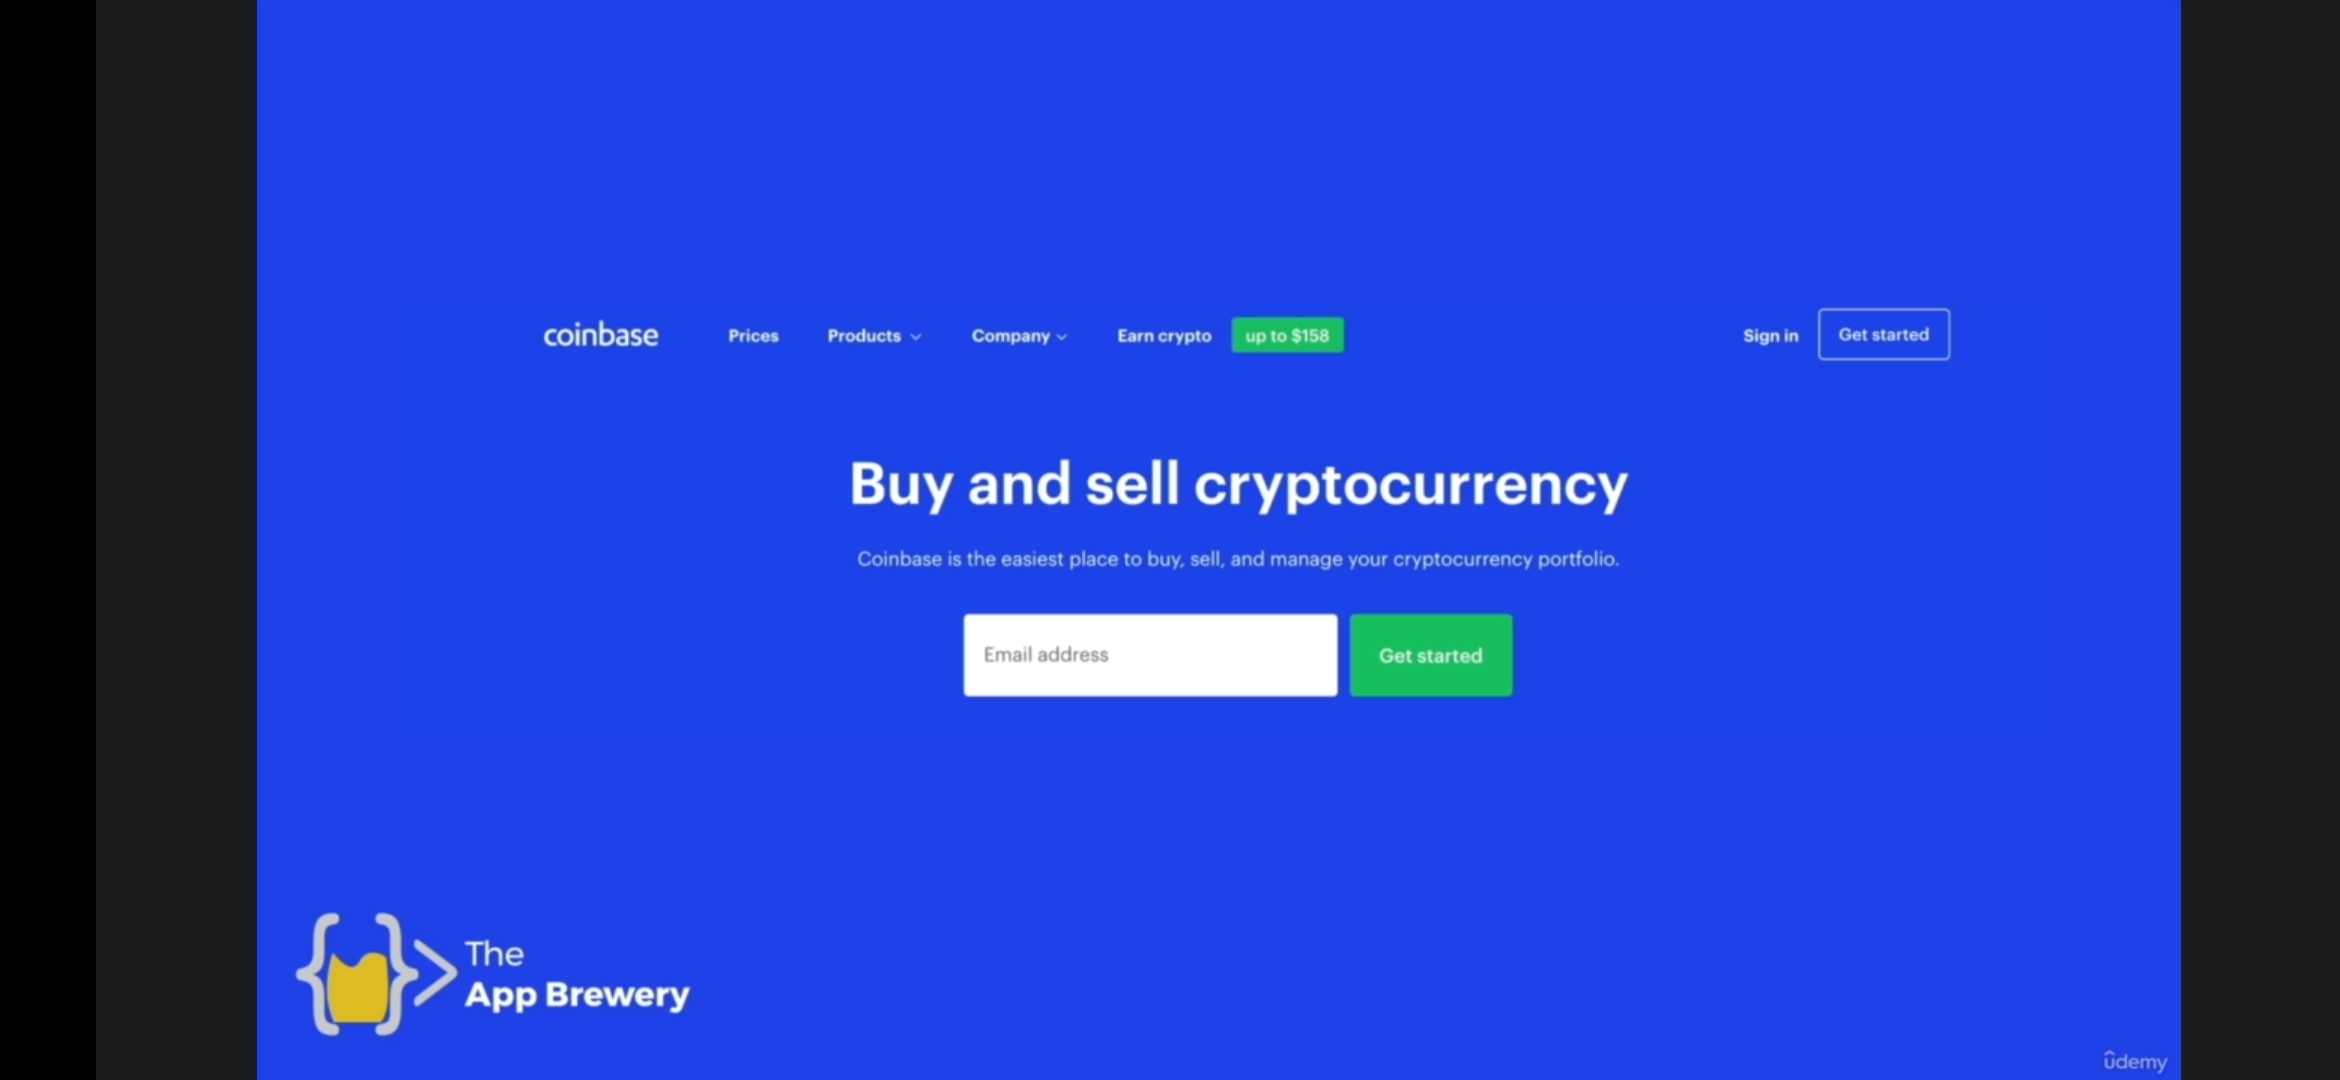 coinbase Prices Products Company Earn crypto up to $158 Sign in Get started
Buy and sell cryptocurrency
Coinbase is the easiest place to buy, sell, and manage your cryptocurrency portfolio.
Email address Get started
The
App Brewery
ûdemy